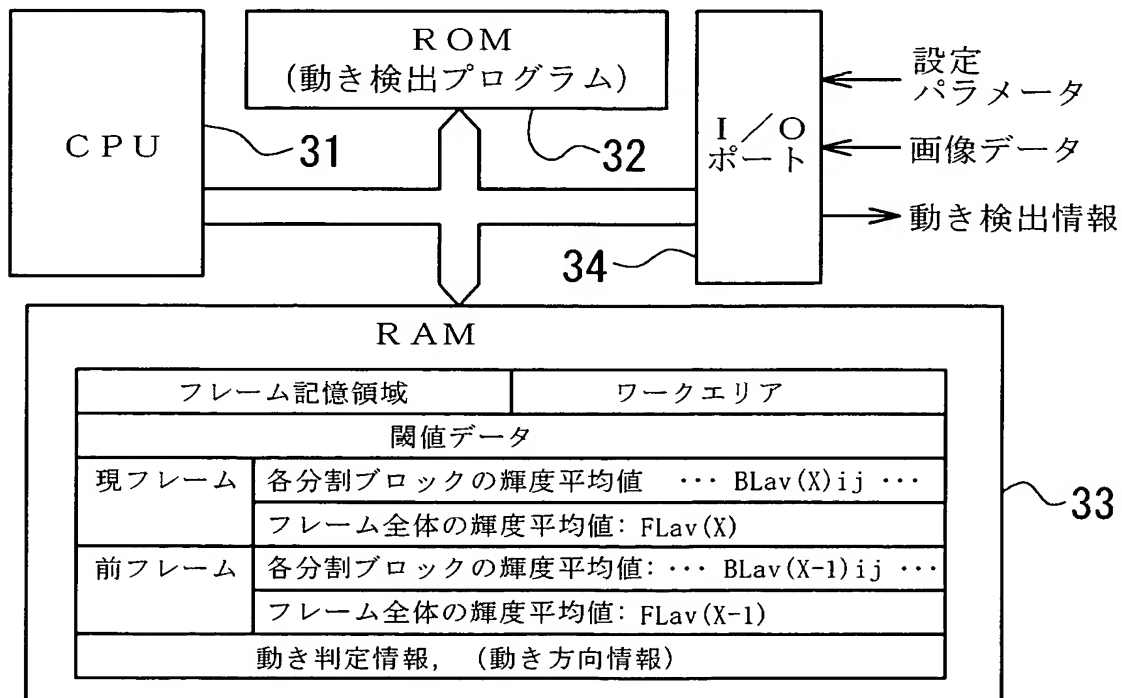 CPU
31
ROM
(動き検出プログラム)
32
I/O
ポート
34
設定
パラメータ
画像データ
動き検出情報
RAM
33
フレーム記憶領域
ワークエリア
閾値データ
現フレーム
各分割ブロックの輝度平均値 … BLav(X)ij …
フレーム全体の輝度平均値: FLav(X)
前フレーム
各分割ブロックの輝度平均値: … BLav(X-1)ij …
フレーム全体の輝度平均値: FLav(X-1)
動き判定情報, (動き方向情報)